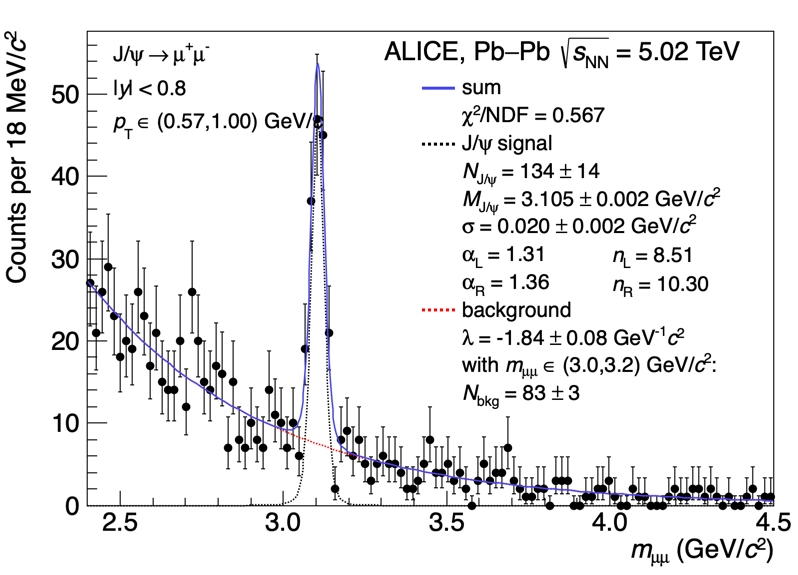 J/ψ → μ⁺μ⁻
|y| < 0.8
p_T ∈ (0.57,1.00) GeV/c
ALICE, Pb–Pb √s_NN = 5.02 TeV
sum
χ²/NDF = 0.567
J/ψ signal
N_J/ψ = 134 ± 14
M_J/ψ = 3.105 ± 0.002 GeV/c²
σ = 0.020 ± 0.002 GeV/c²
α_L = 1.31 n_L = 8.51
α_R = 1.36 n_R = 10.30
background
λ = -1.84 ± 0.08 GeV⁻¹c²
with m_μμ ∈ (3.0,3.2) GeV/c²:
N_bkg = 83 ± 3
Counts per 18 MeV/c²
50
40
30
20
10
0
2.5 3.0 3.5 4.0 4.5
m_μμ (GeV/c²)